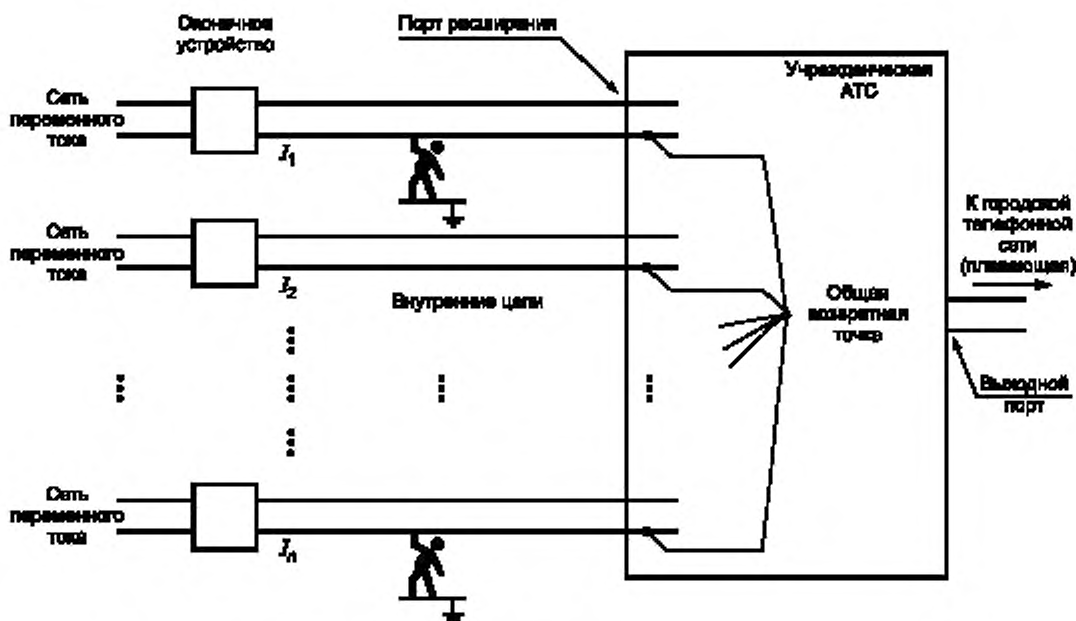 Оконечное
устройство
Порт расширения
Учрежденческая
АТС
Сеть
переменного
тока
I1
Сеть
переменного
тока
I2
Внутренние цепи
Общая
возвратная
точка
К городской
телефонной
сети
(плавающая)
Выводной
порт
Сеть
переменного
тока
In